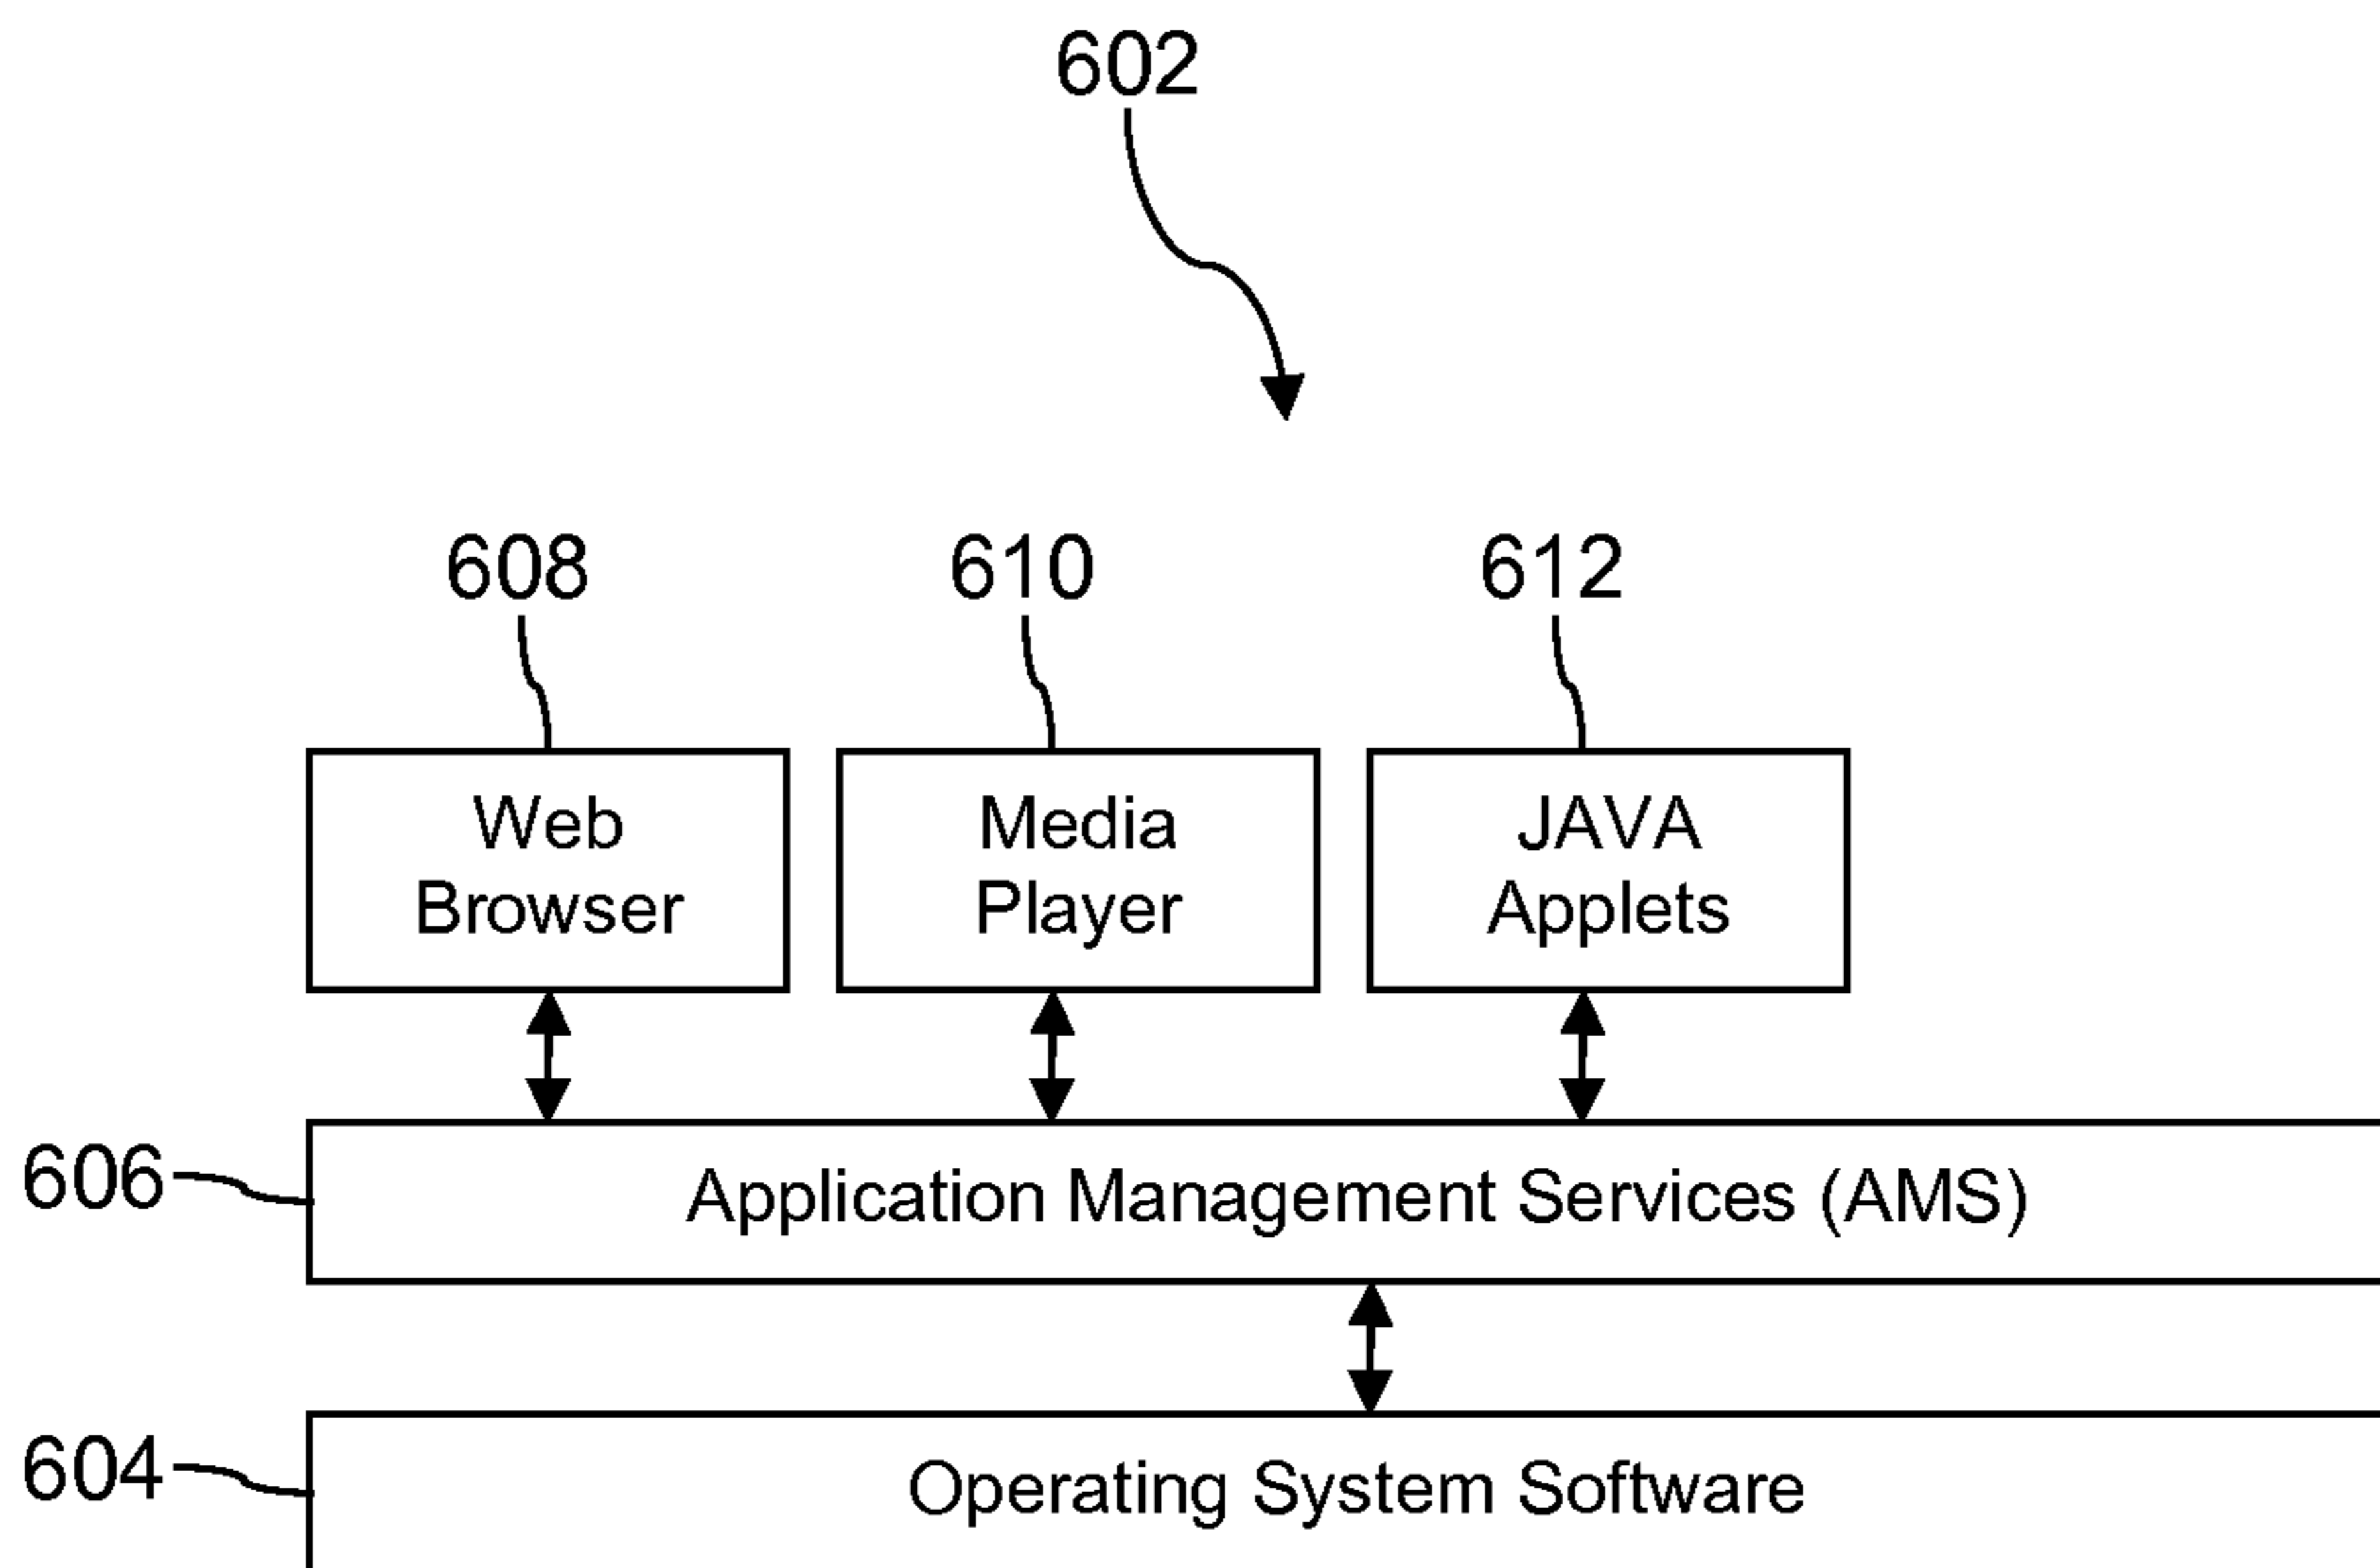 602
608
610
612
Web
Browser
Media
Player
JAVA
Applets
606
Application Management Services (AMS)
604
Operating System Software